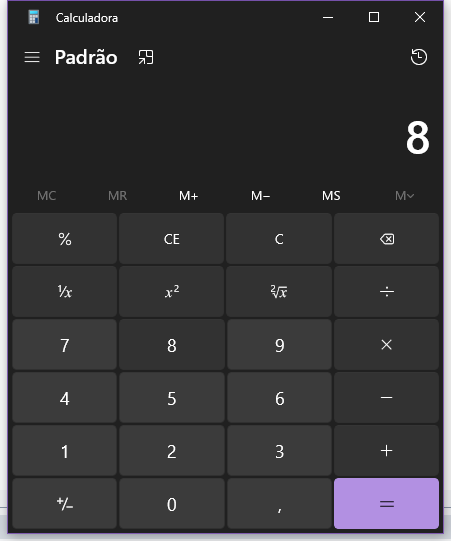 Calculadora
Padrão
8
MC MR M+ M− MS M
% CE C
¹/x x² ²√x ÷
7 8 9 ×
4 5 6 −
1 2 3 +
+/− 0 , =